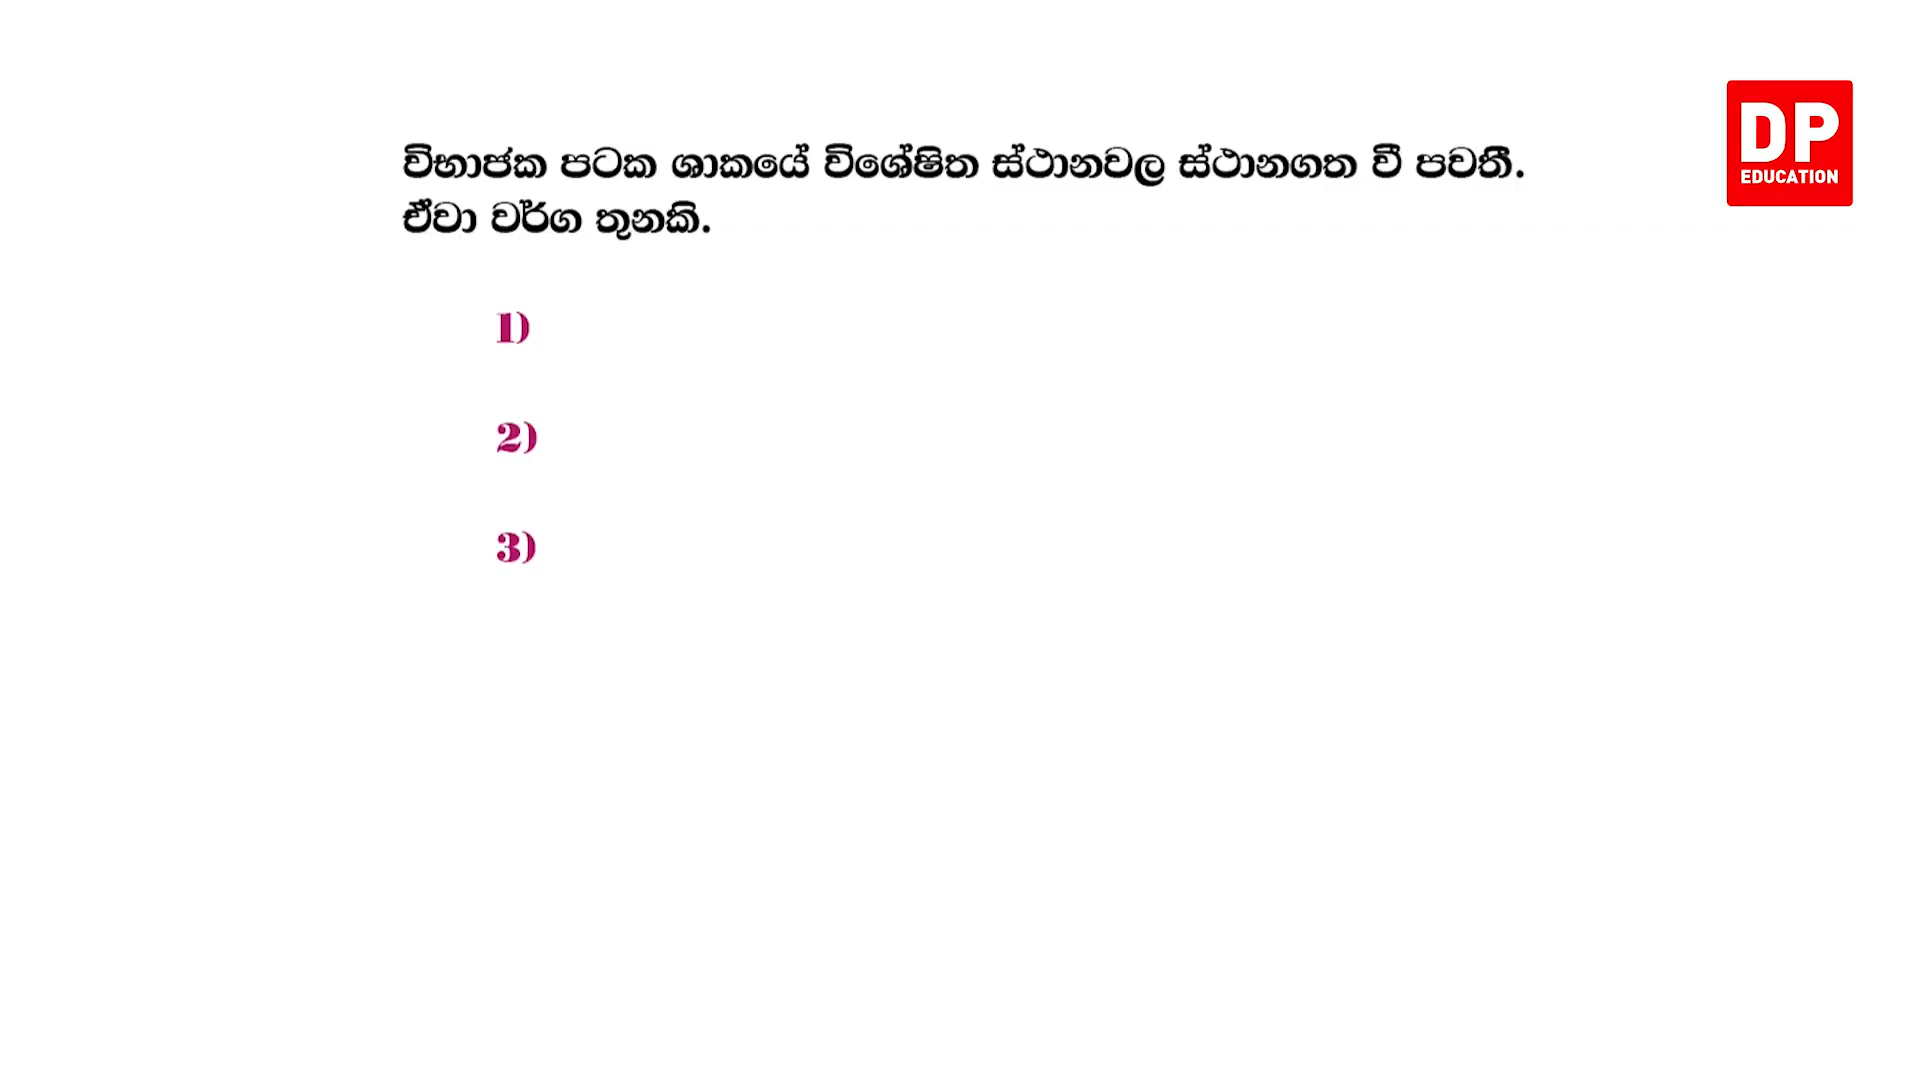 DP
EDUCATION
විභාජක පටක ශාකයේ විශේෂිත ස්ථානවල ස්ථානගත වී පවතී.
ඒවා වර්ග තුනකි.
1)
2)
3)